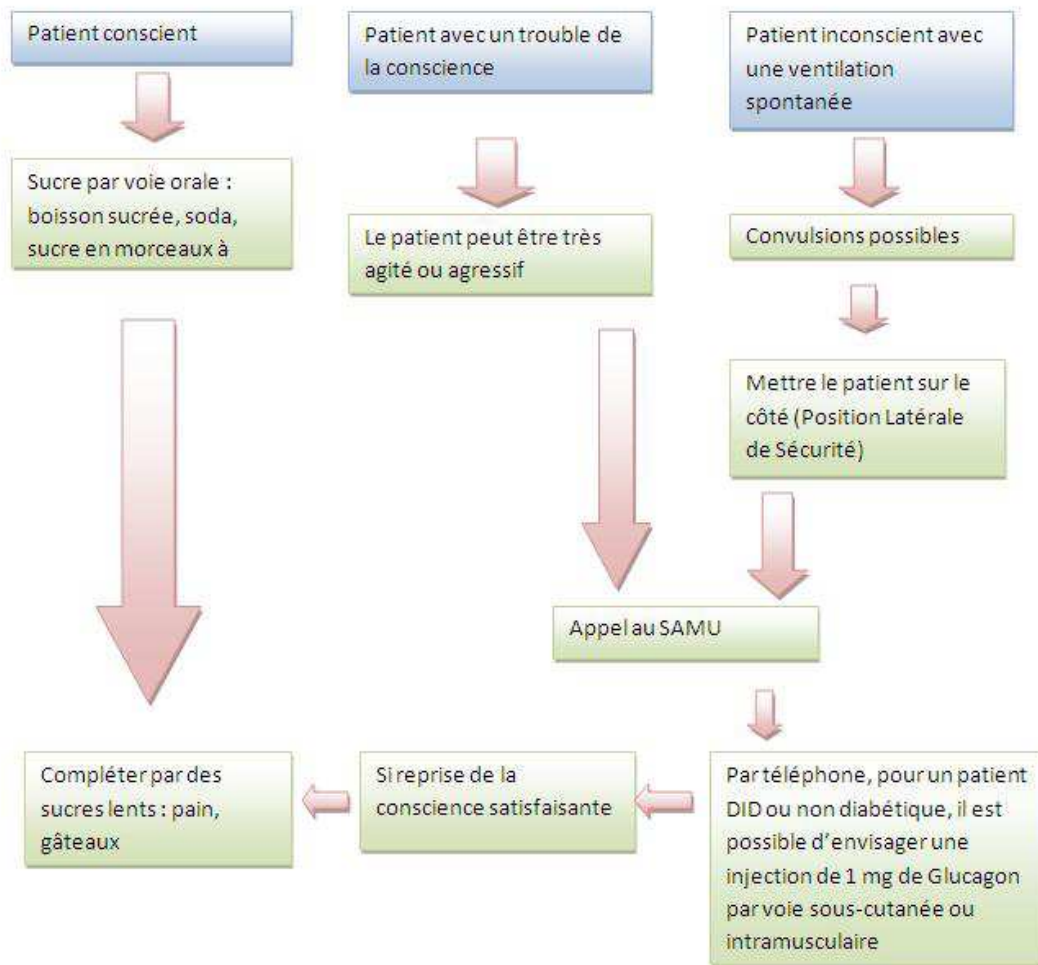 Patient conscient
Patient avec un trouble de
la conscience
Patient inconscient avec
une ventilation
spontanée
Sucre par voie orale :
boisson sucrée, soda,
sucre en morceaux à
Le patient peut être très
agité ou agressif
Convulsions possibles
Mettre le patient sur le
côté (Position Latérale
de Sécurité)
Appel au SAMU
Compléter par des
sucres lents : pain,
gâteaux
Si reprise de la
conscience satisfaisante
Par téléphone, pour un patient
DID ou non diabétique, il est
possible d’envisager une
injection de 1 mg de Glucagon
par voie sous-cutanée ou
intramusculaire